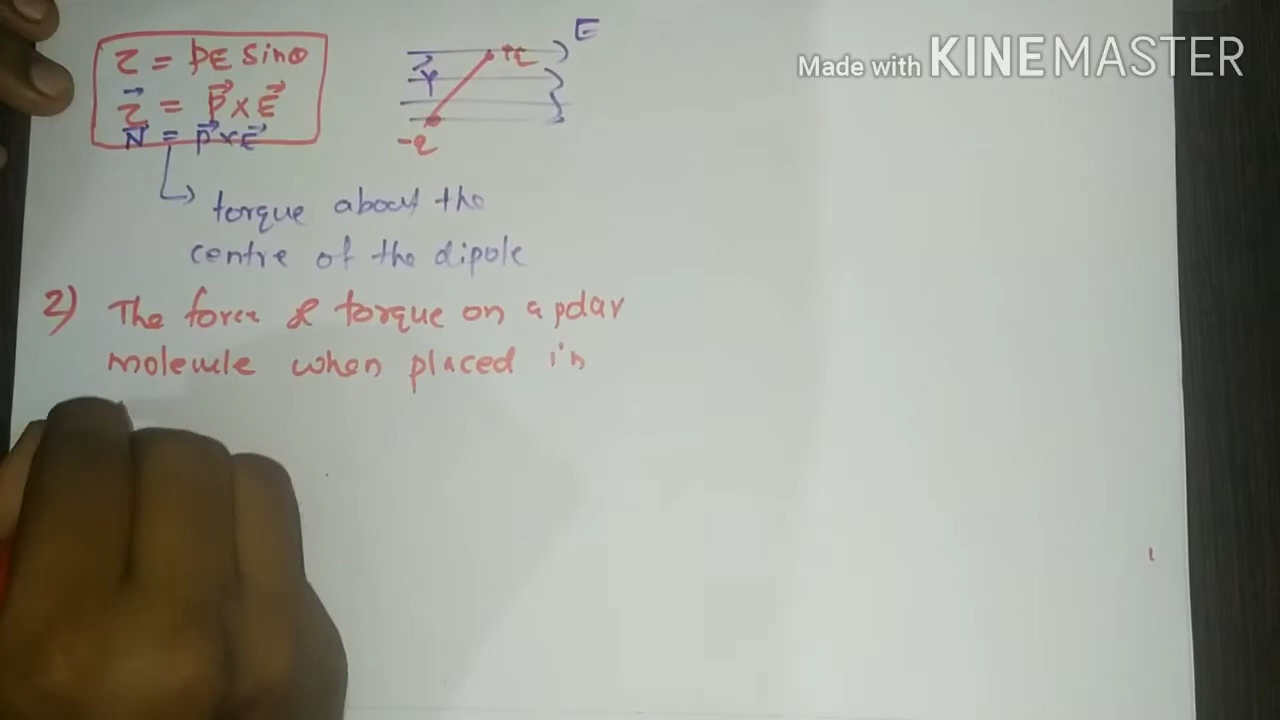 τ = pE sinθ
τ⃗ = P⃗ × E⃗
N⃗ = P⃗ × E⃗
E
+q
r⃗
-q
torque about the
centre of the dipole
2) The force & torque on a polar
molecule when placed in
Made with KINEMASTER